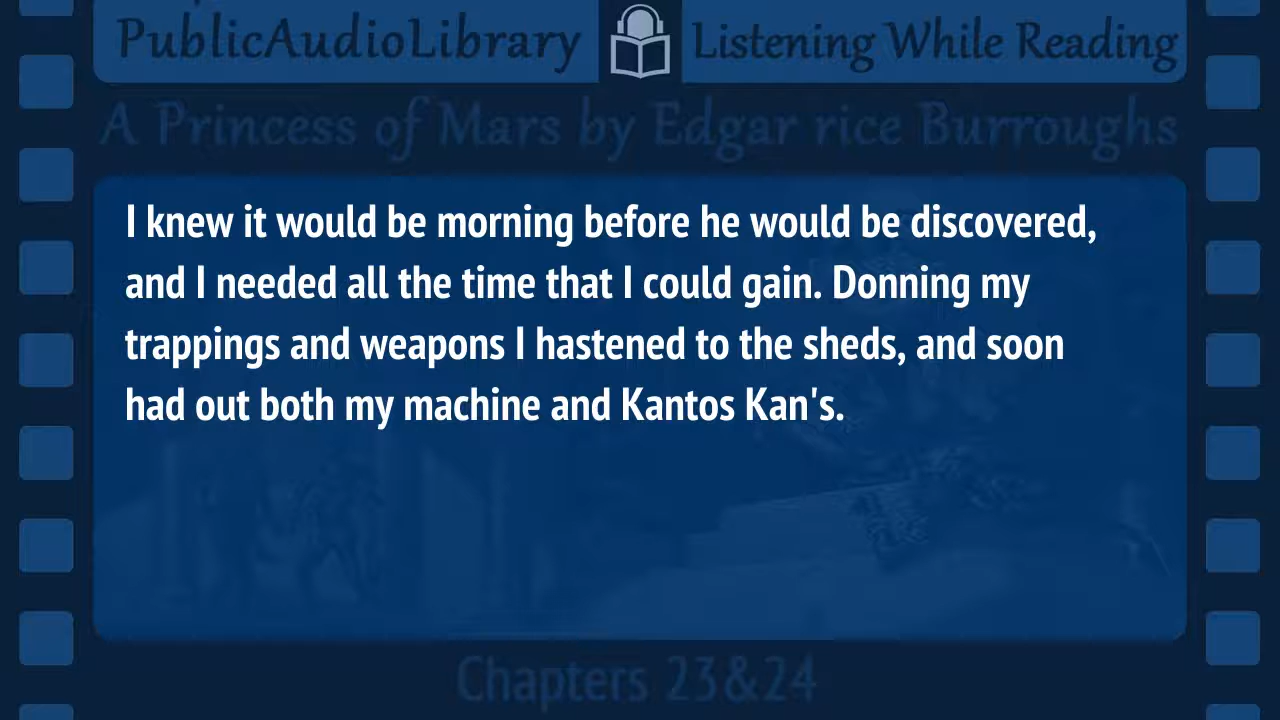 PublicAudioLibrary Listening While Reading
A Princess of Mars by Edgar rice Burroughs
I knew it would be morning before he would be discovered,
and I needed all the time that I could gain. Donning my
trappings and weapons I hastened to the sheds, and soon
had out both my machine and Kantos Kan's.
Chapters 23&24